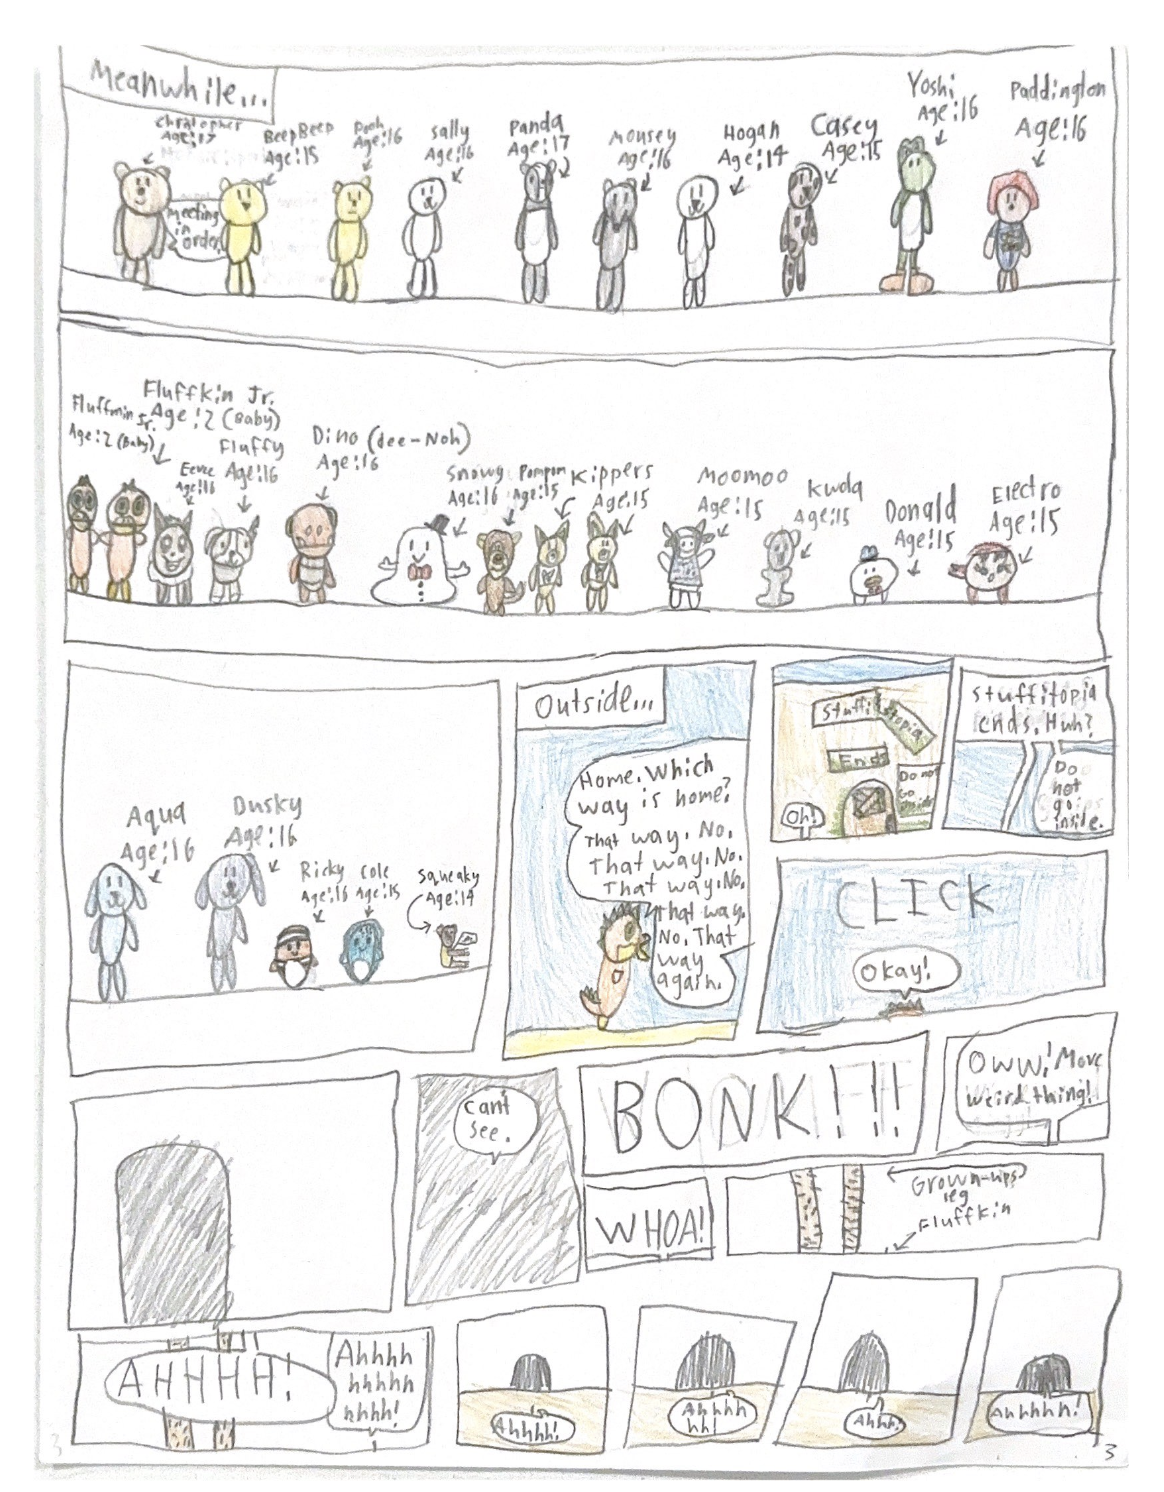 Meanwhile...
Christopher
Age:17
BeepBeep
Age:15
Pooh
Age:16
Sally
Age:16
Panda
Age:17
Mousey
Age:16
Hogan
Age:14
Casey
Age:15
Yoshi
Age:16
Paddington
Age:16
Meeting
in
order.
Fluffmin Jr.
Age:2 (Baby)
Fluffkin Jr.
Age:2 (Baby)
Eevee
Age:16
Fluffy
Age:16
Dino (dee-Noh)
Age:16
Snowy
Age:16
Pompom
Age:15
Kippers
Age:15
Moomoo
Age:15
Kwola
Age:15
Donald
Age:15
Electro
Age:15
Aqua
Age:16
Dusky
Age:16
Ricky
Age:16
Cole
Age:15
Squeaky
Age:14
Outside...
Home. Which
way is home?
That way. No.
That way. No.
That way. No.
That way.
No. That
way
again.
Stuffitopia
Ends
Do not
Go
Inside
Oh!
Stuffitopia
ends, Huh?
Do
not
go
inside.
CLICK
Okay!
Can't
see.
BONK!!!
Oww! Move
weird thing!
WHOA!
Grown-ups
leg
Fluffkin
AHHHH!
Ahhhh
hhhhh
hhhh!
Ahhhh!
Ahhhh
hh!
Ahhh!
Ahhhhh!
3
3